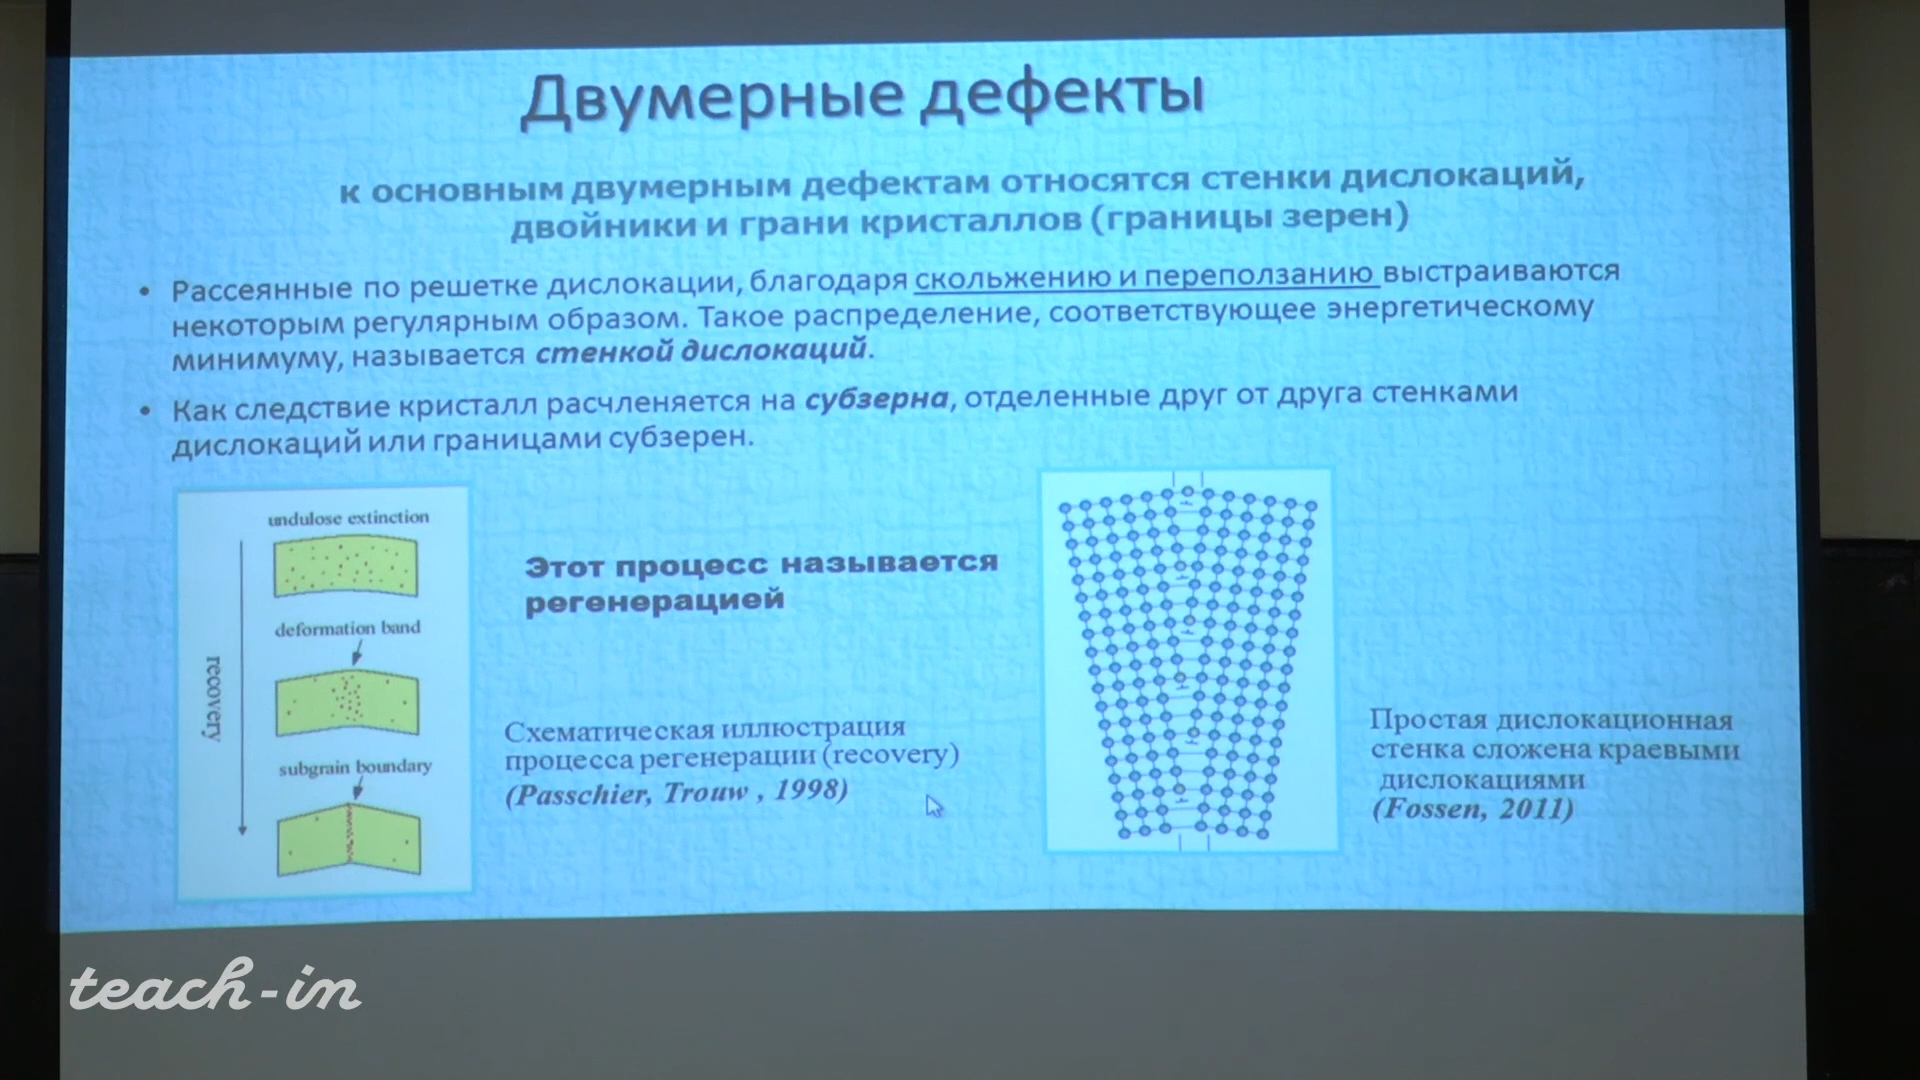 Двумерные дефекты
к основным двумерным дефектам относятся стенки дислокаций,
двойники и грани кристаллов (границы зерен)
• Рассеянные по решетке дислокации, благодаря скольжению и переползанию выстраиваются
некоторым регулярным образом. Такое распределение, соответствующее энергетическому
минимуму, называется стенкой дислокаций.
• Как следствие кристалл расчленяется на субзерна, отделенные друг от друга стенками
дислокаций или границами субзерен.
undulose extinction
deformation band
subgrain boundary
recovery
Этот процесс называется
регенерацией
Схематическая иллюстрация
процесса регенерации (recovery)
(Passchier, Trouw , 1998)
Простая дислокационная
стенка сложена краевыми
дислокациями
(Fossen, 2011)
teach-in